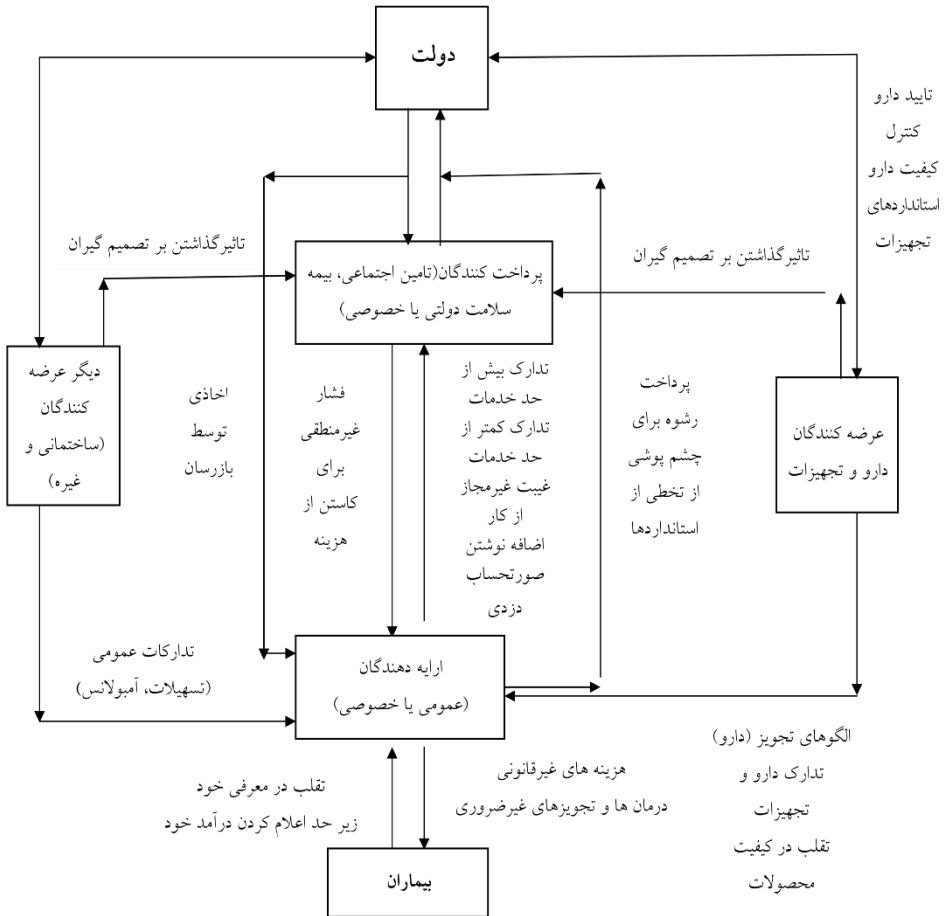 دولت
تایید دارو
کنترل
کیفیت دارو
استانداردهای
تجهیزات
تاثیرگذاشتن بر تصمیم گیران
پرداخت کنندگان(تامین اجتماعی، بیمه
سلامت دولتی یا خصوصی)
تاثیرگذاشتن بر تصمیم گیران
عرضه کنندگان
دارو و تجهیزات
پرداخت
رشوه برای
چشم پوشی
از تخطی از
استانداردها
تدارک بیش از
حد خدمات
تدارک کمتر از
حد خدمات
غیبت غیرمجاز
از کار
اضافه نوشتن
صورتحساب
دزدی
فشار
غیرمنطقی
برای
کاستن از
هزینه
اخاذی
توسط
بازرسان
دیگر عرضه
کنندگان
(ساختمانی و
غیره)
تدارکات عمومی
(تسهیلات، آمبولانس)
ارایه دهندگان
(عمومی یا خصوصی)
الگوهای تجویز (دارو)
تدارک دارو و
تجهیزات
تقلب در کیفیت
محصولات
هزینه های غیرقانونی
درمان ها و تجویزهای غیرضروری
تقلب در معرفی خود
زیر حد اعلام کردن درآمد خود
بیماران